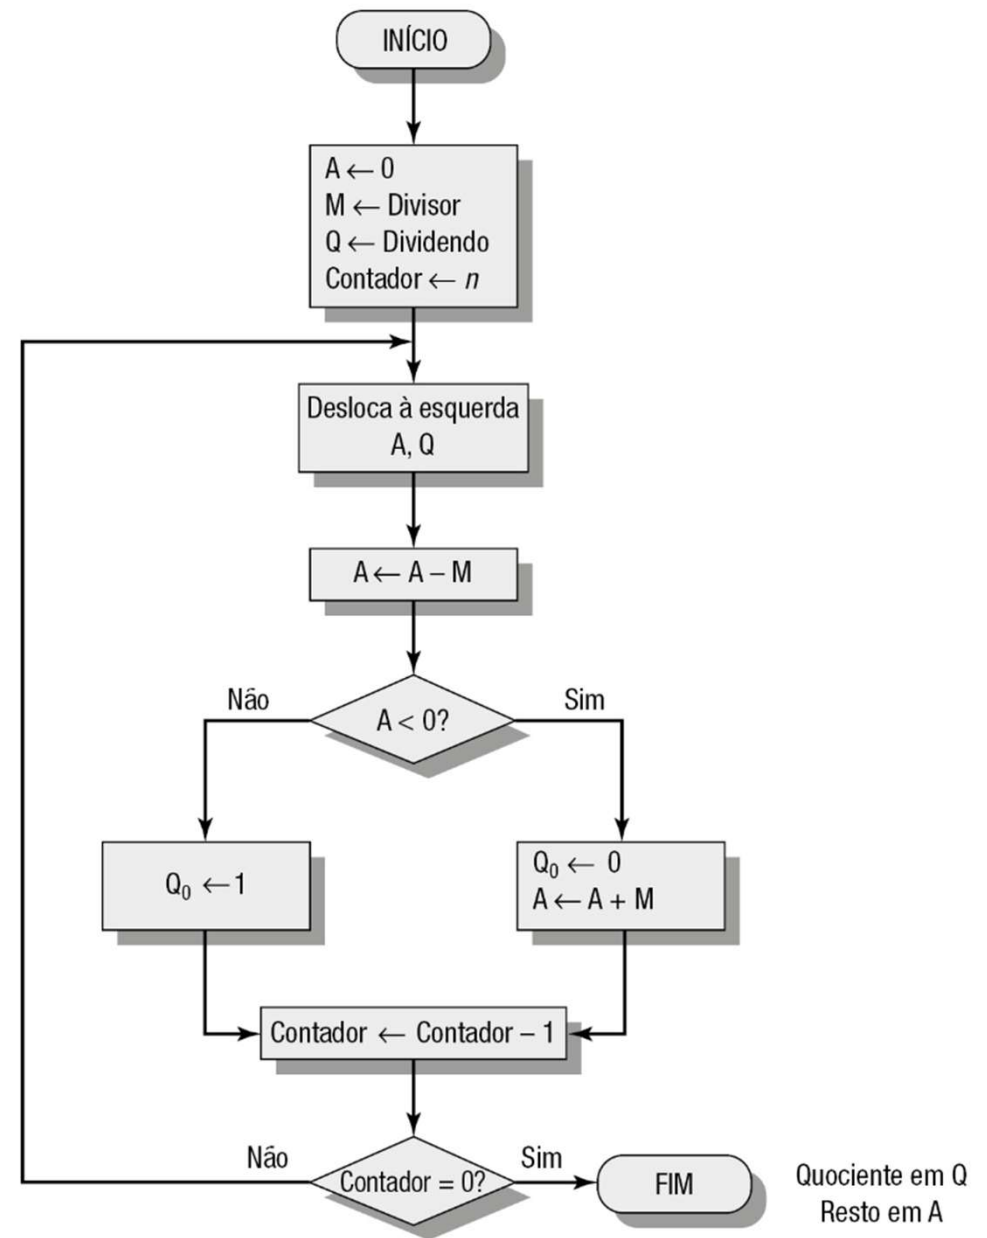 INÍCIO
A ← 0
M ← Divisor
Q ← Dividendo
Contador ← n
Desloca à esquerda
A, Q
A ← A – M
A < 0?
Não
Sim
Q₀ ← 1
Q₀ ← 0
A ← A + M
Contador ← Contador – 1
Contador = 0?
Não
Sim
FIM
Quociente em Q
Resto em A